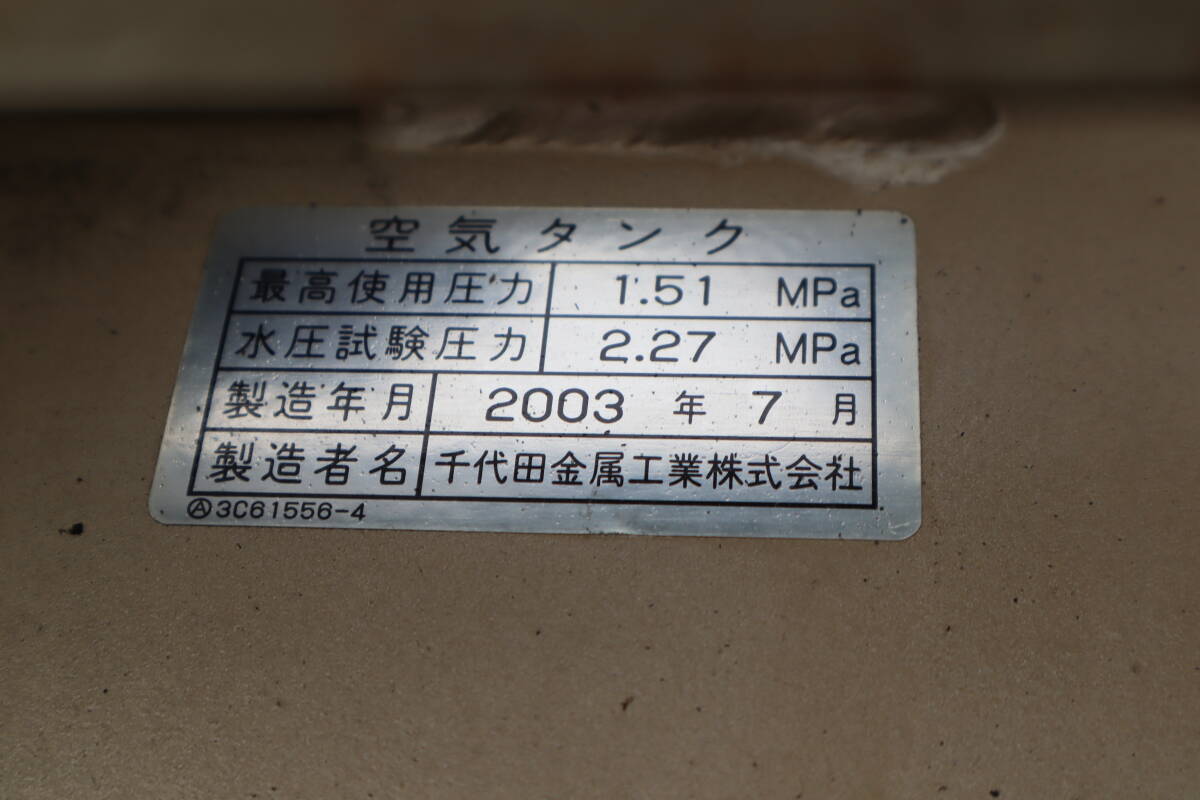 空気タンク
最高使用圧力 1.51 MPa
水圧試験圧力 2.27 MPa
製造年月 2003 年 7 月
製造者名 千代田金属工業株式会社
Ⓐ3C61556-4